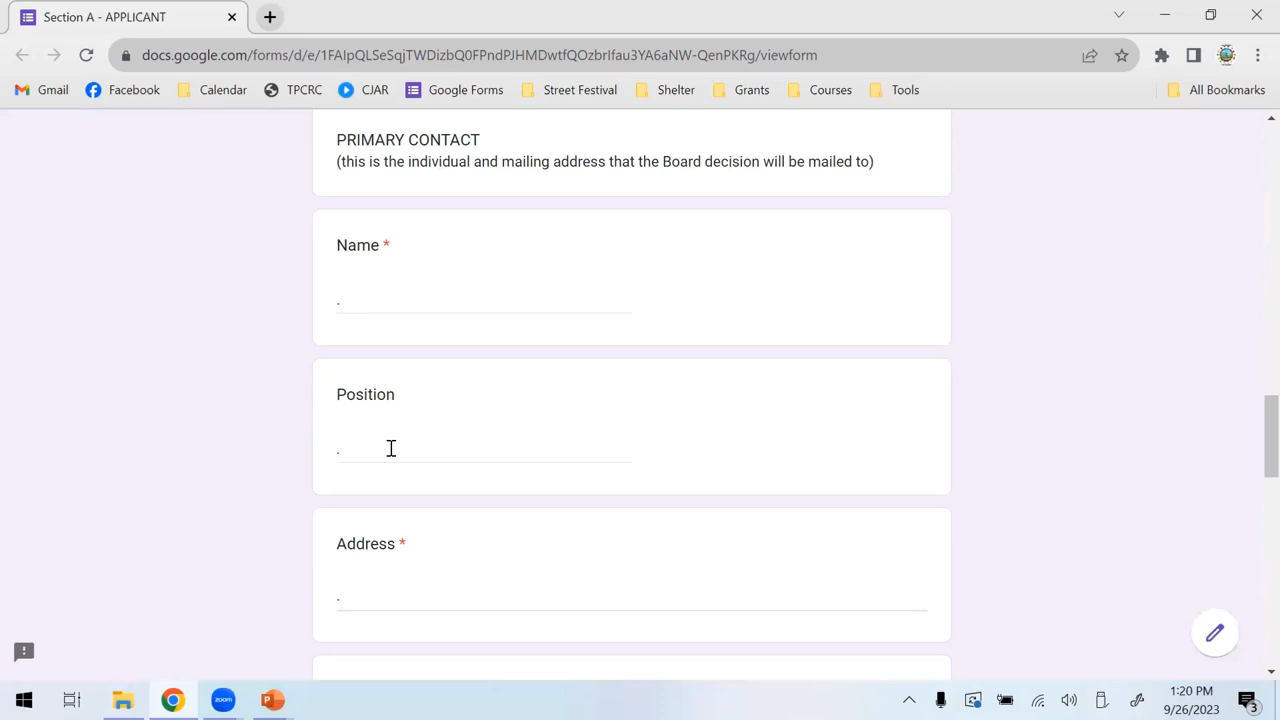 Section A - APPLICANT
docs.google.com/forms/d/e/1FAIpQLSeSqjTWDizbQ0FPndPJHMDwtfQOzbrIfau3YA6aNW-QenPKRg/viewform
Gmail Facebook Calendar TPCRC CJAR Google Forms Street Festival Shelter Grants Courses Tools All Bookmarks
PRIMARY CONTACT
(this is the individual and mailing address that the Board decision will be mailed to)
Name *
.
Position
.
Address *
.
zoom
1:20 PM
9/26/2023
3